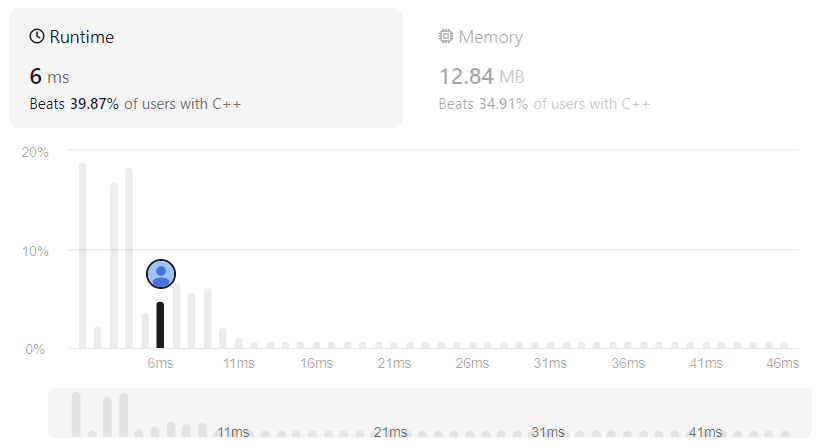 Runtime
6 ms
Beats 39.87% of users with C++
Memory
12.84 MB
Beats 34.91% of users with C++
20%
10%
0%
6ms 11ms 16ms 21ms 26ms 31ms 36ms 41ms 46ms
11ms 21ms 31ms 41ms